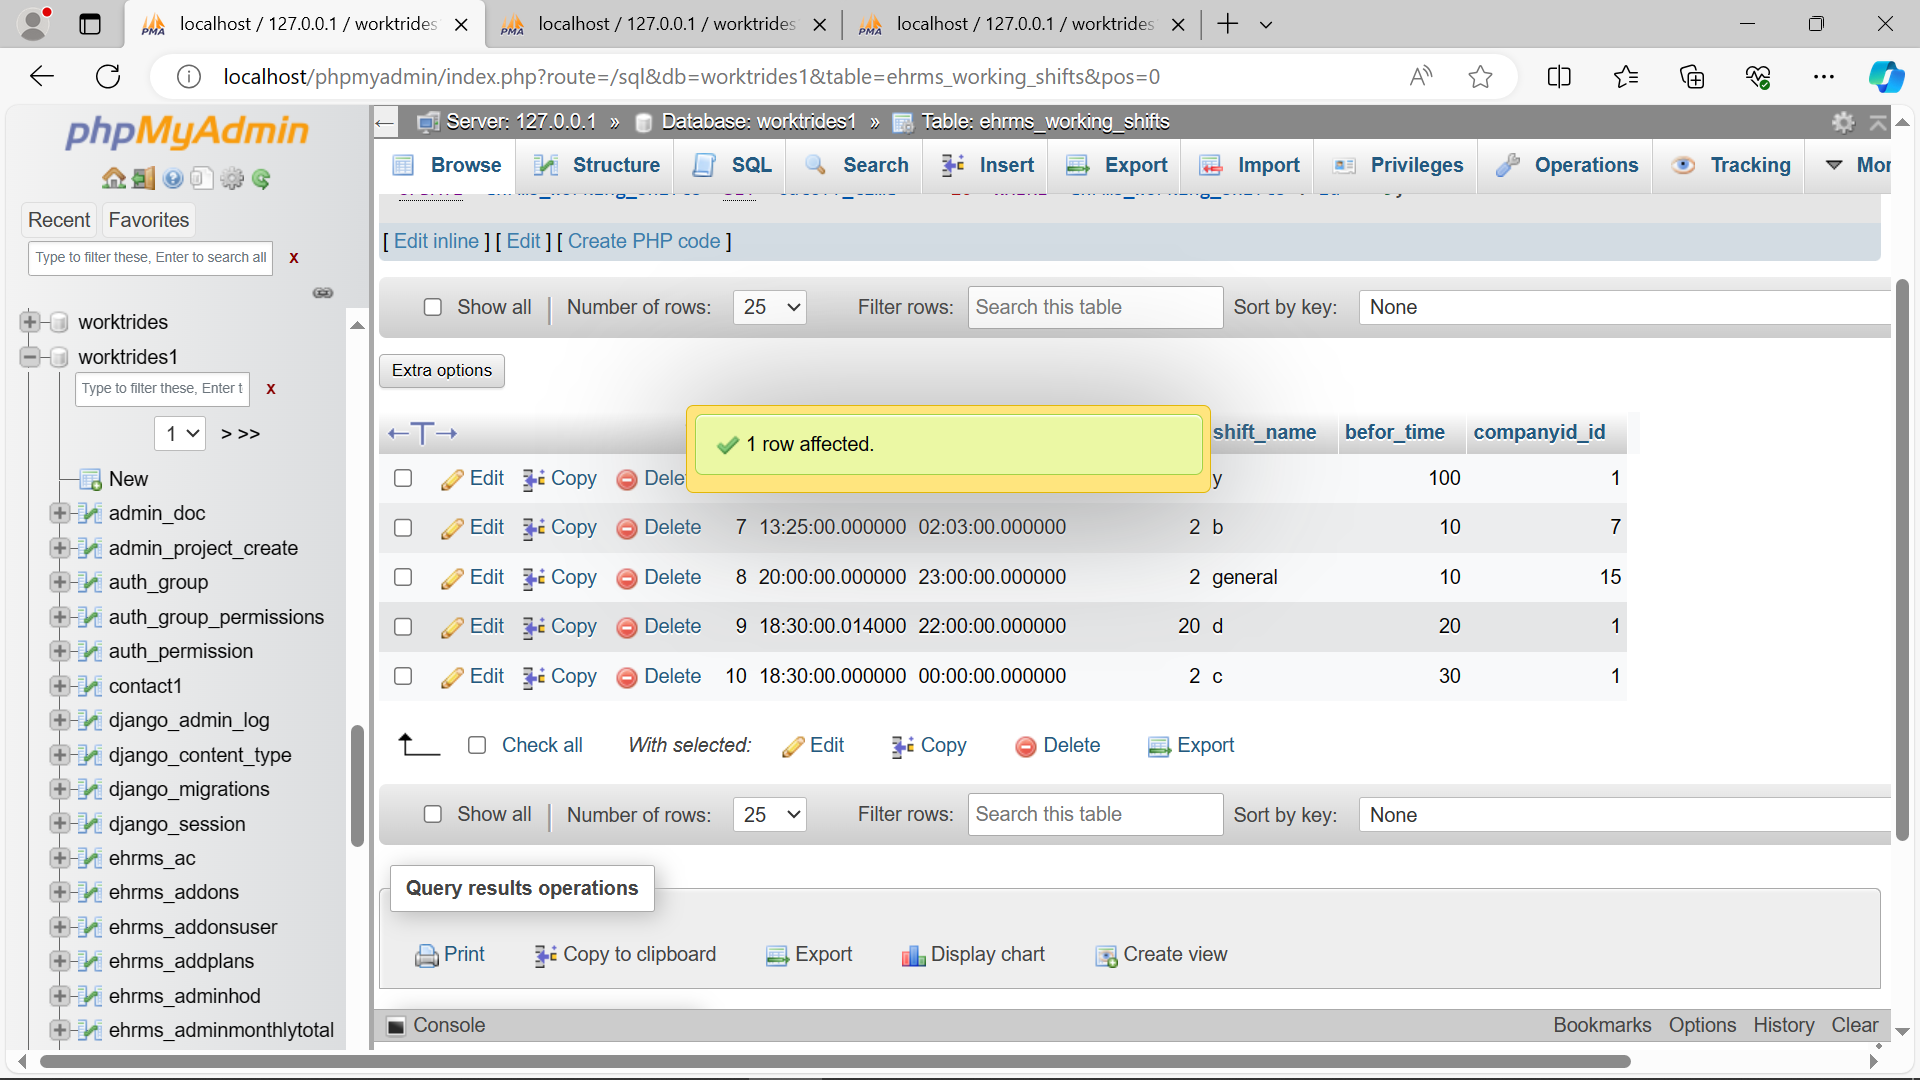 localhost / 127.0.0.1 / worktrides
localhost / 127.0.0.1 / worktrides
localhost / 127.0.0.1 / worktrides
localhost/phpmyadmin/index.php?route=/sql&db=worktrides1&table=ehrms_working_shifts&pos=0
phpMyAdmin
Recent Favorites
Type to filter these, Enter to search all X
worktrides
worktrides1
Type to filter these, Enter t X
1 > >>
New
admin_doc
admin_project_create
auth_group
auth_group_permissions
auth_permission
contact1
django_admin_log
django_content_type
django_migrations
django_session
ehrms_ac
ehrms_addons
ehrms_addonsuser
ehrms_addplans
ehrms_adminhod
ehrms_adminmonthlytotal
Server: 127.0.0.1 » Database: worktrides1 » Table: ehrms_working_shifts
Browse Structure SQL Search Insert Export Import Privileges Operations Tracking Mor
[ Edit inline ] [ Edit ] [ Create PHP code ]
Show all Number of rows: 25 Filter rows: Search this table Sort by key: None
Extra options
←T→ shift_name befor_time companyid_id
1 row affected.
Edit Copy Dele y 100 1
Edit Copy Delete 7 13:25:00.000000 02:03:00.000000 2 b 10 7
Edit Copy Delete 8 20:00:00.000000 23:00:00.000000 2 general 10 15
Edit Copy Delete 9 18:30:00.014000 22:00:00.000000 20 d 20 1
Edit Copy Delete 10 18:30:00.000000 00:00:00.000000 2 c 30 1
Check all With selected: Edit Copy Delete Export
Show all Number of rows: 25 Filter rows: Search this table Sort by key: None
Query results operations
Print Copy to clipboard Export Display chart Create view
Console Bookmarks Options History Clear